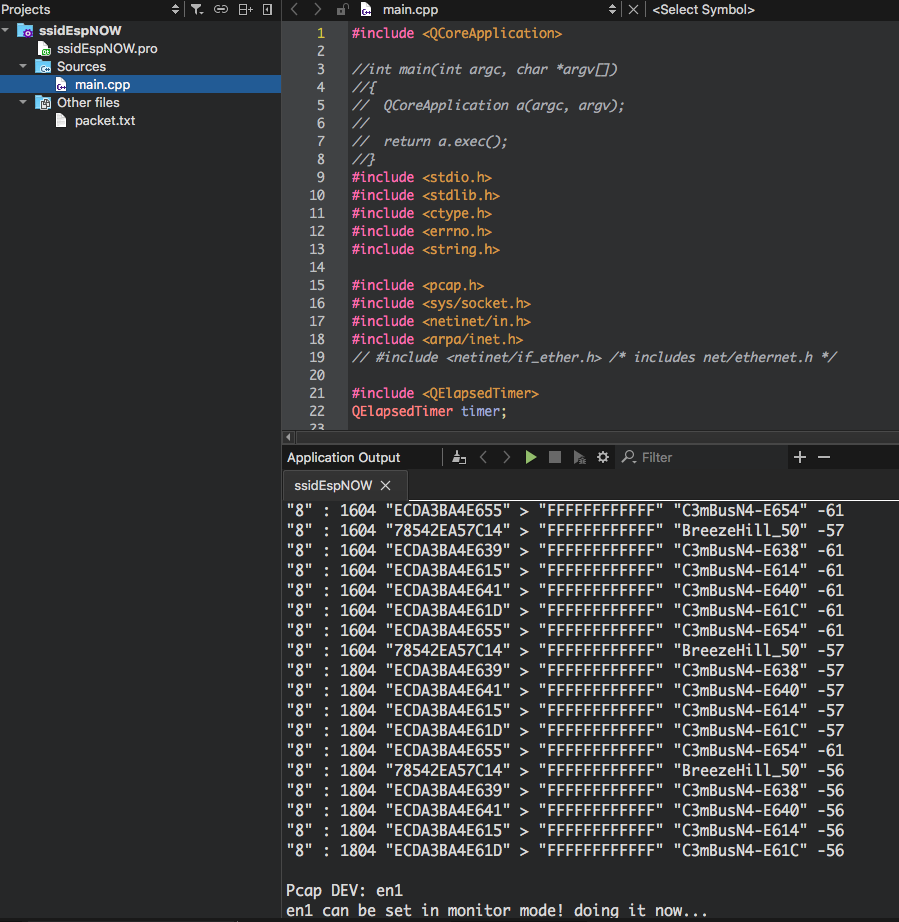 Projects
main.cpp
<Select Symbol>
ssidEspNOW
ssidEspNOW.pro
Sources
main.cpp
Other files
packet.txt
1 #include <QCoreApplication>
2
3 //int main(int argc, char *argv[])
4 //{
5 //  QCoreApplication a(argc, argv);
6 //
7 //  return a.exec();
8 //}
9 #include <stdio.h>
10 #include <stdlib.h>
11 #include <ctype.h>
12 #include <errno.h>
13 #include <string.h>
14
15 #include <pcap.h>
16 #include <sys/socket.h>
17 #include <netinet/in.h>
18 #include <arpa/inet.h>
19 // #include <netinet/if_ether.h> /* includes net/ethernet.h */
20
21 #include <QElapsedTimer>
22 QElapsedTimer timer;
23
Application Output
Filter
ssidEspNOW
"8" : 1604 "ECDA3BA4E655" > "FFFFFFFFFFFF" "C3mBusN4-E654" -61
"8" : 1604 "78542EA57C14" > "FFFFFFFFFFFF" "BreezeHill_50" -57
"8" : 1604 "ECDA3BA4E639" > "FFFFFFFFFFFF" "C3mBusN4-E638" -61
"8" : 1604 "ECDA3BA4E615" > "FFFFFFFFFFFF" "C3mBusN4-E614" -61
"8" : 1604 "ECDA3BA4E641" > "FFFFFFFFFFFF" "C3mBusN4-E640" -61
"8" : 1604 "ECDA3BA4E61D" > "FFFFFFFFFFFF" "C3mBusN4-E61C" -61
"8" : 1604 "ECDA3BA4E655" > "FFFFFFFFFFFF" "C3mBusN4-E654" -61
"8" : 1604 "78542EA57C14" > "FFFFFFFFFFFF" "BreezeHill_50" -57
"8" : 1804 "ECDA3BA4E639" > "FFFFFFFFFFFF" "C3mBusN4-E638" -57
"8" : 1804 "ECDA3BA4E641" > "FFFFFFFFFFFF" "C3mBusN4-E640" -57
"8" : 1804 "ECDA3BA4E615" > "FFFFFFFFFFFF" "C3mBusN4-E614" -57
"8" : 1804 "ECDA3BA4E61D" > "FFFFFFFFFFFF" "C3mBusN4-E61C" -57
"8" : 1804 "ECDA3BA4E655" > "FFFFFFFFFFFF" "C3mBusN4-E654" -61
"8" : 1804 "78542EA57C14" > "FFFFFFFFFFFF" "BreezeHill_50" -56
"8" : 1804 "ECDA3BA4E639" > "FFFFFFFFFFFF" "C3mBusN4-E638" -56
"8" : 1804 "ECDA3BA4E641" > "FFFFFFFFFFFF" "C3mBusN4-E640" -56
"8" : 1804 "ECDA3BA4E615" > "FFFFFFFFFFFF" "C3mBusN4-E614" -56
"8" : 1804 "ECDA3BA4E61D" > "FFFFFFFFFFFF" "C3mBusN4-E61C" -56
Pcap DEV: en1
en1 can be set in monitor mode! doing it now...